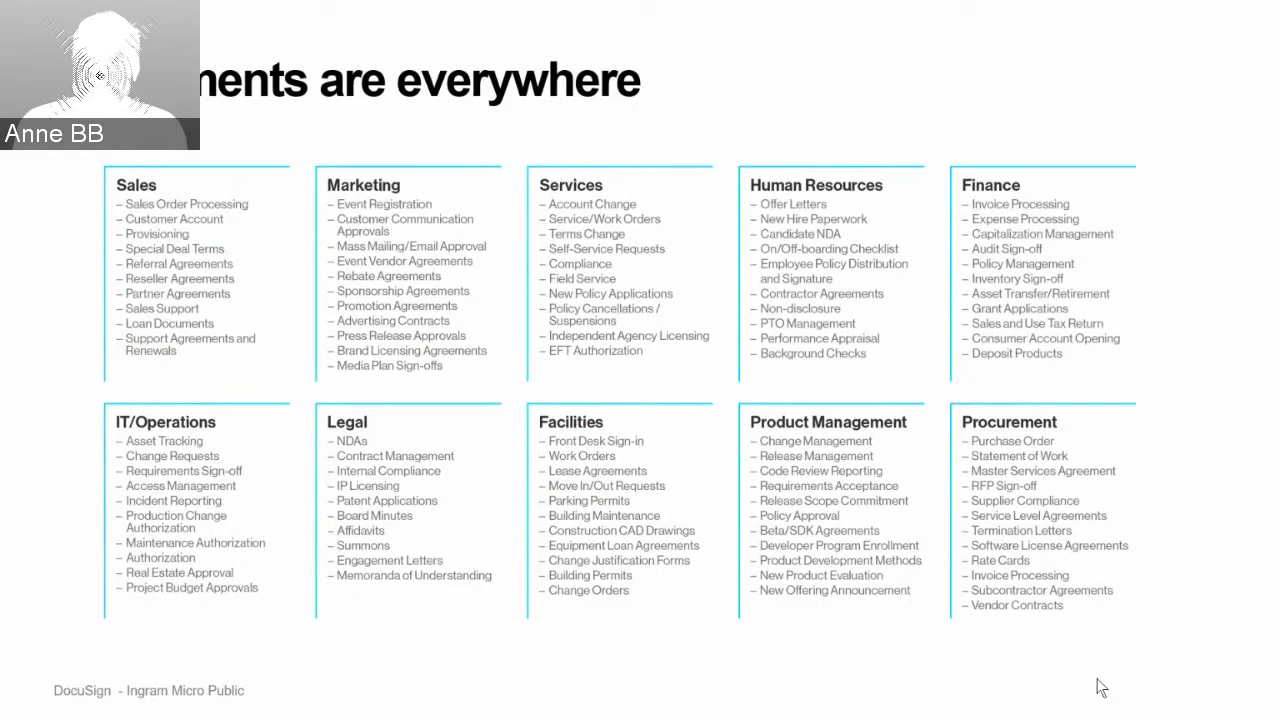 ments are everywhere
Anne BB
Sales
– Sales Order Processing
– Customer Account
– Provisioning
– Special Deal Terms
– Referral Agreements
– Reseller Agreements
– Partner Agreements
– Sales Support
– Loan Documents
– Support Agreements and
Renewals
Marketing
– Event Registration
– Customer Communication
Approvals
– Mass Mailing/Email Approval
– Event Vendor Agreements
– Rebate Agreements
– Sponsorship Agreements
– Promotion Agreements
– Advertising Contracts
– Press Release Approvals
– Brand Licensing Agreements
– Media Plan Sign-offs
Services
– Account Change
– Service/Work Orders
– Terms Change
– Self-Service Requests
– Compliance
– Field Service
– New Policy Applications
– Policy Cancellations /
Suspensions
– Independent Agency Licensing
– EFT Authorization
Human Resources
– Offer Letters
– New Hire Paperwork
– Candidate NDA
– On/Off-boarding Checklist
– Employee Policy Distribution
and Signature
– Contractor Agreements
– Non-disclosure
– PTO Management
– Performance Appraisal
– Background Checks
Finance
– Invoice Processing
– Expense Processing
– Capitalization Management
– Audit Sign-off
– Policy Management
– Inventory Sign-off
– Asset Transfer/Retirement
– Grant Applications
– Sales and Use Tax Return
– Consumer Account Opening
– Deposit Products
IT/Operations
– Asset Tracking
– Change Requests
– Requirements Sign-off
– Access Management
– Incident Reporting
– Production Change
Authorization
– Maintenance Authorization
– Authorization
– Real Estate Approval
– Project Budget Approvals
Legal
– NDAs
– Contract Management
– Internal Compliance
– IP Licensing
– Patent Applications
– Board Minutes
– Affidavits
– Summons
– Engagement Letters
– Memoranda of Understanding
Facilities
– Front Desk Sign-in
– Work Orders
– Lease Agreements
– Move In/Out Requests
– Parking Permits
– Building Maintenance
– Construction CAD Drawings
– Equipment Loan Agreements
– Change Justification Forms
– Building Permits
– Change Orders
Product Management
– Change Management
– Release Management
– Code Review Reporting
– Requirements Acceptance
– Release Scope Commitment
– Policy Approval
– Beta/SDK Agreements
– Developer Program Enrollment
– Product Development Methods
– New Product Evaluation
– New Offering Announcement
Procurement
– Purchase Order
– Statement of Work
– Master Services Agreement
– RFP Sign-off
– Supplier Compliance
– Service Level Agreements
– Termination Letters
– Software License Agreements
– Rate Cards
– Invoice Processing
– Subcontractor Agreements
– Vendor Contracts
DocuSign - Ingram Micro Public